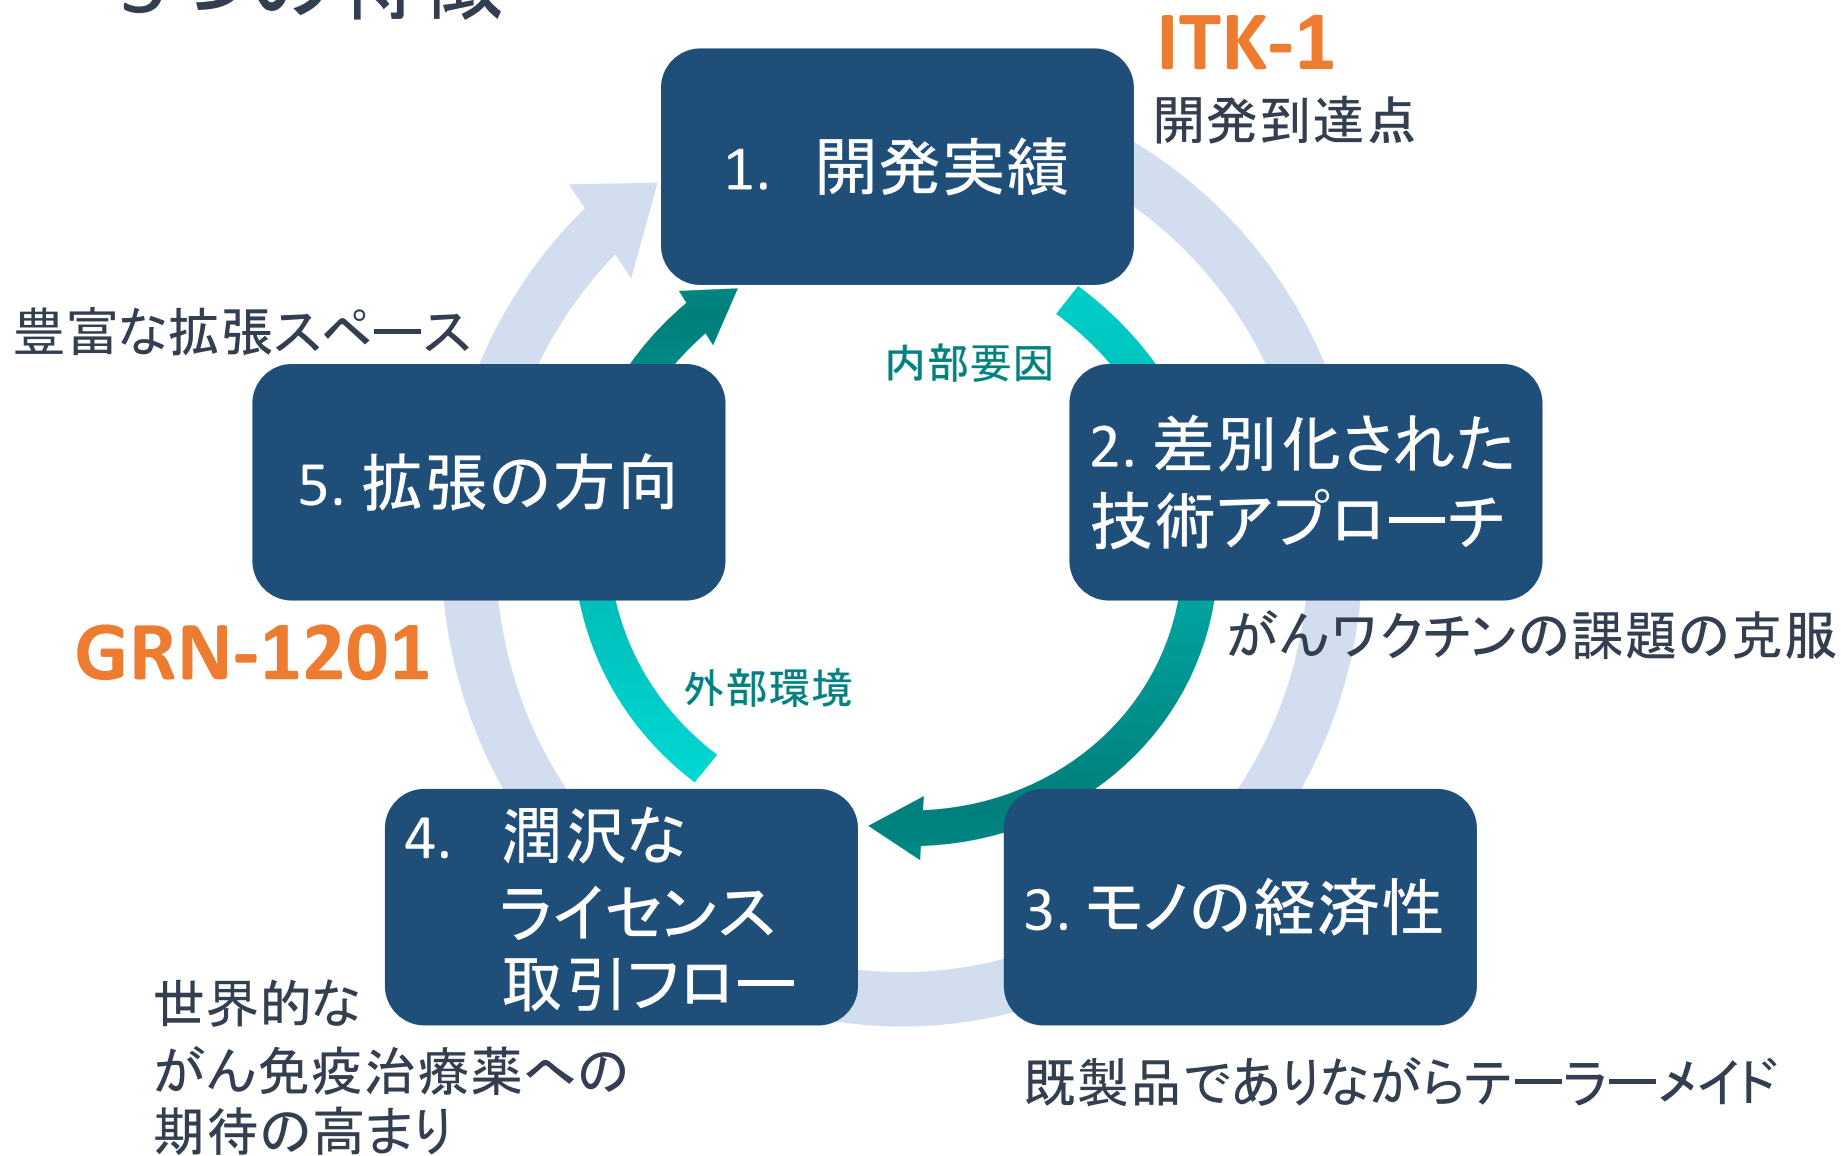 5つの特徴
ITK-1
開発到達点
1. 開発実績
豊富な拡張スペース
内部要因
2. 差別化された
技術アプローチ
5. 拡張の方向
がんワクチンの課題の克服
GRN-1201
外部環境
4. 潤沢な
ライセンス
取引フロー
3. モノの経済性
世界的な
がん免疫治療薬への
期待の高まり
既製品でありながらテーラーメイド